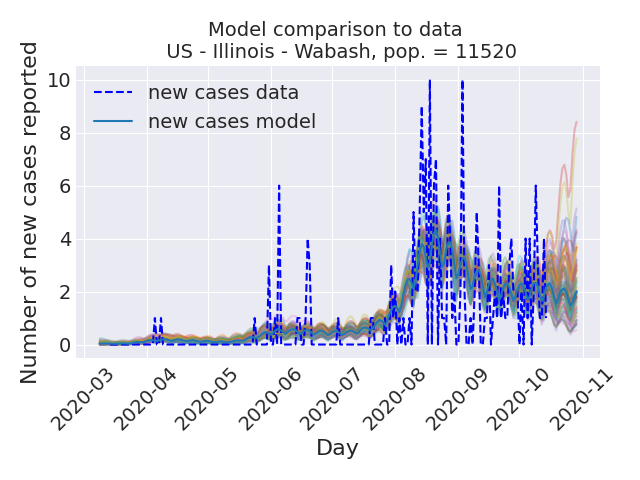 Model comparison to data
US - Illinois - Wabash, pop. = 11520
Number of new cases reported
10
8
6
4
2
0
new cases data
new cases model
2020-03
2020-04
2020-05
2020-06
2020-07
2020-08
2020-09
2020-10
2020-11
Day